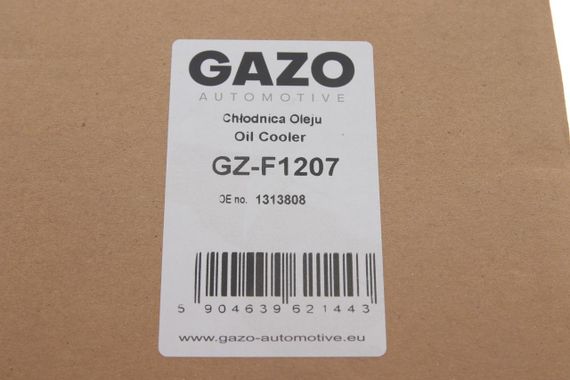 GAZO
AUTOMOTIVE
Chłodnica Oleju
Oil Cooler
GZ-F1207
OE no. 1313808
5 904639 621443
www.gazo-automotive.eu